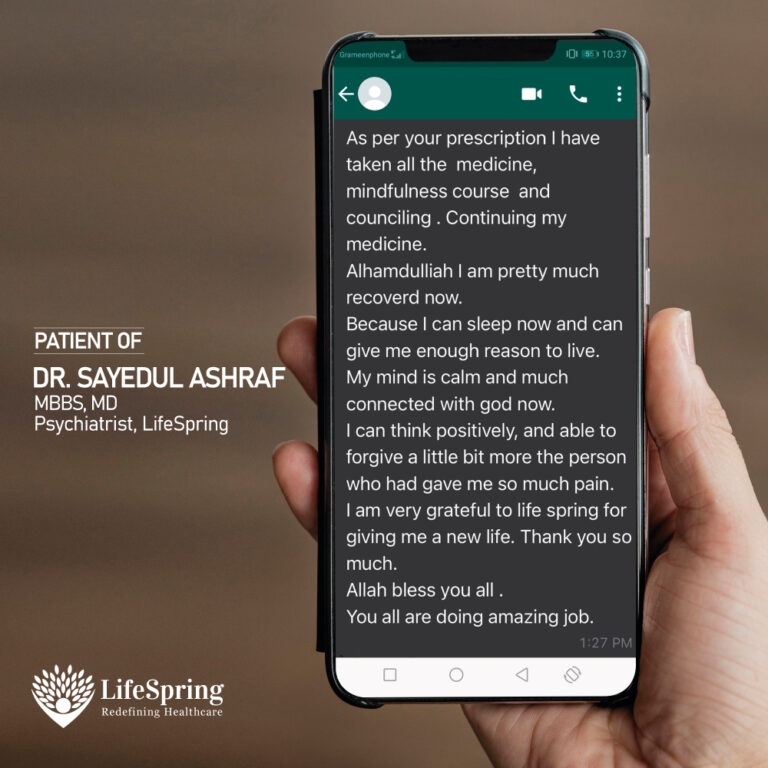 Grameenphone
55 10:37
As per your prescription I have
taken all the medicine,
mindfulness course and
counciling . Continuing my
medicine.
Alhamdulliah I am pretty much
recoverd now.
Because I can sleep now and can
give me enough reason to live.
My mind is calm and much
connected with god now.
I can think positively, and able to
forgive a little bit more the person
who had gave me so much pain.
I am very grateful to life spring for
giving me a new life. Thank you so
much.
Allah bless you all .
You all are doing amazing job.
1:27 PM
PATIENT OF
DR. SAYEDUL ASHRAF
MBBS, MD
Psychiatrist, LifeSpring
LifeSpring
Redefining Healthcare